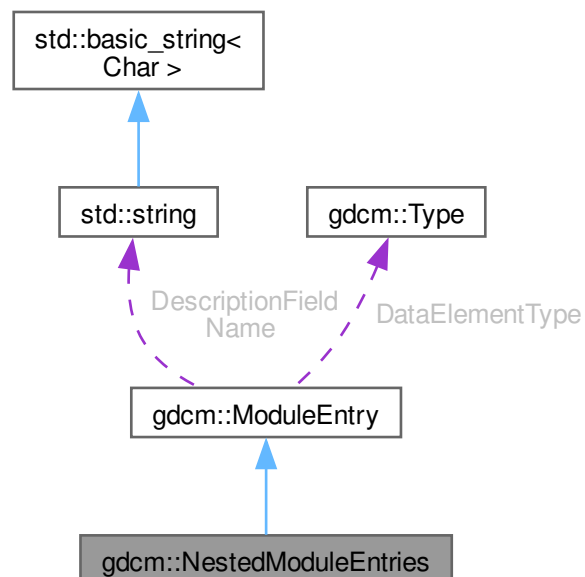 std::basic_string<
Char >
std::string
gdcm::Type
DescriptionField
Name
DataElementType
gdcm::ModuleEntry
gdcm::NestedModuleEntries